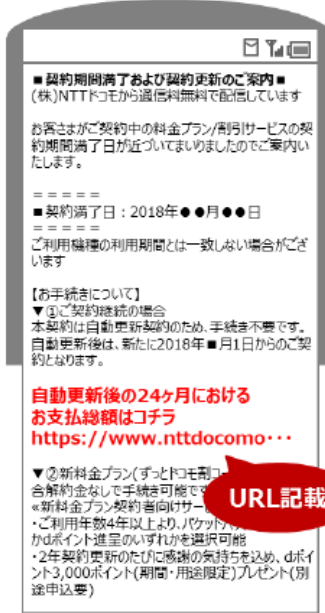 ■契約期間満了および契約更新のご案内■
(株)NTTドコモから通信料無料で配信しています
お客さまがご契約中の料金プラン/割引サービスの契
約期間満了日が近づいてまいりましたのでご案内い
たします。
=====
■契約満了日：2018年●●月●●日
=====
ご利用機種の利用期間とは一致しない場合がござ
います
【お手続きについて】
▼①ご契約継続の場合
本契約は自動更新契約のため、手続き不要です。
自動更新後は、新たに2018年■月1日からのご契
約となります。
自動更新後の24ヶ月における
お支払総額はコチラ
https://www.nttdocomo･･･
▼②新料金プラン(ずっとドコモ割コー
合解約金なしで手続き可能です
URL記載
≪新料金プラン契約者向けサー
・ご利用年数4年以上より、パケットパ
かdポイント進呈のいずれかを選択可能
・2年契約更新のたびに感謝の気持ちを込め、dポイ
ント3,000ポイント(期間・用途限定)プレゼント(別
途申込要)